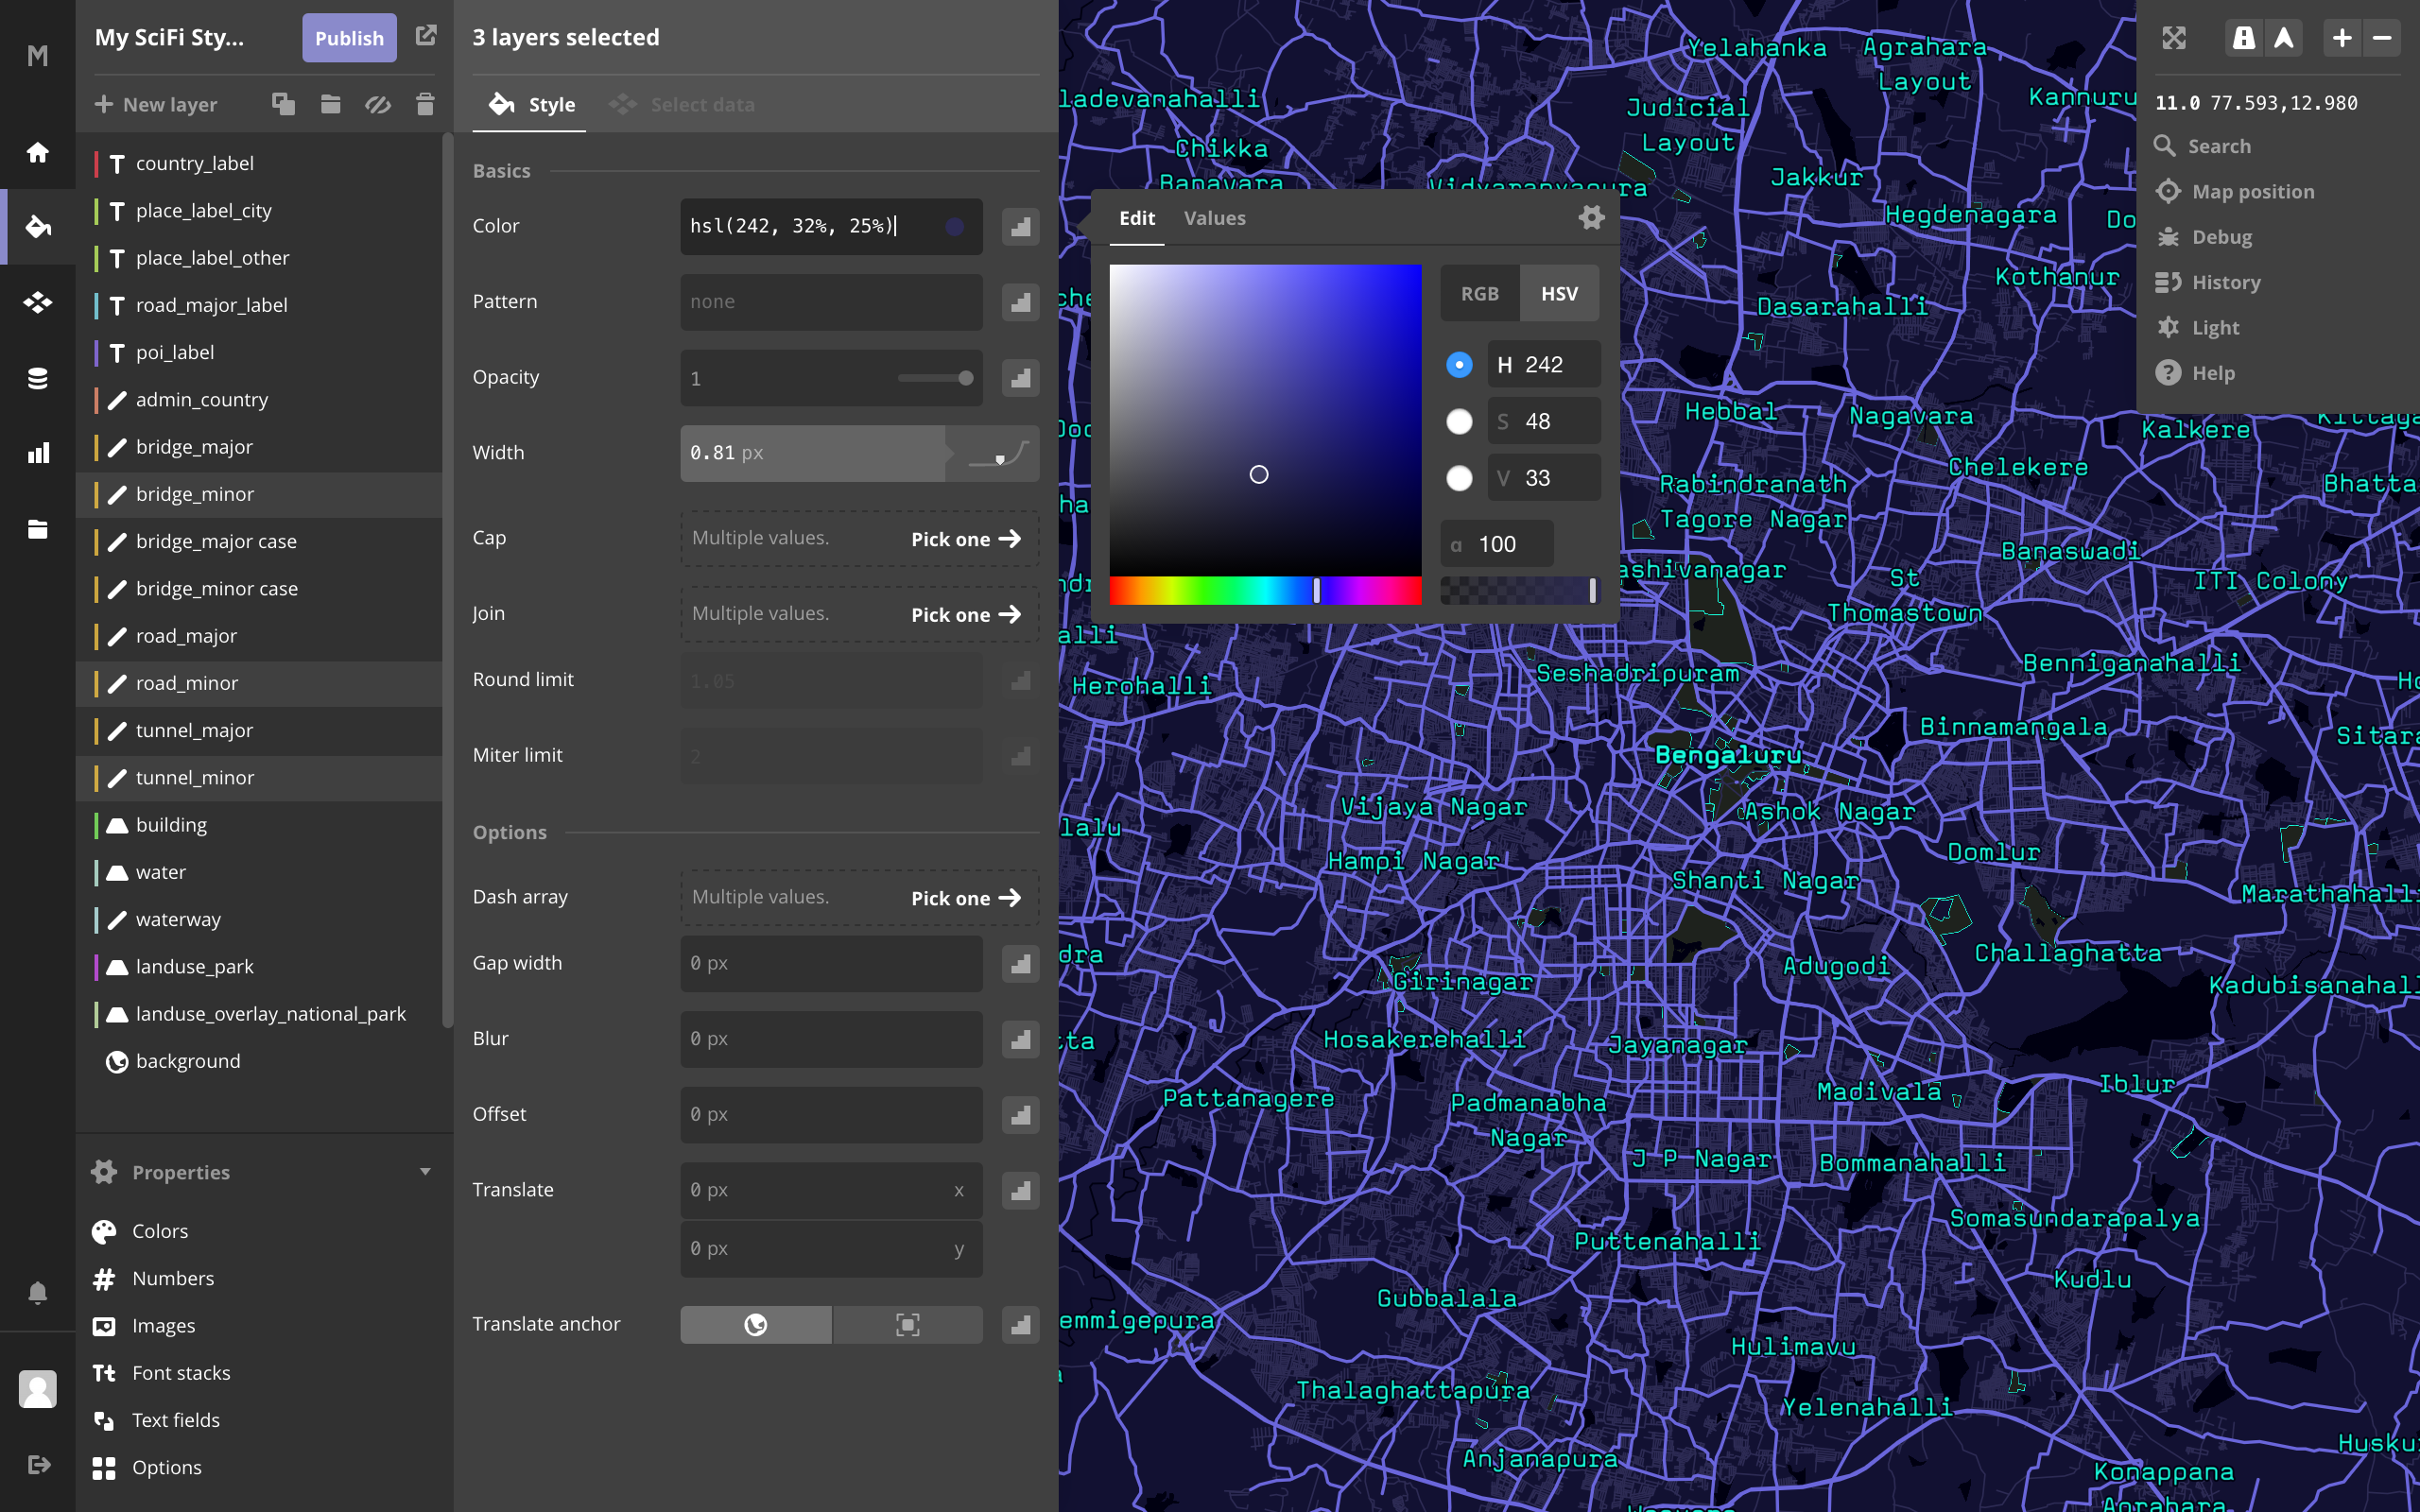 M
My SciFi Sty...
Publish
New layer
country_label
place_label_city
place_label_other
road_major_label
poi_label
admin_country
bridge_major
bridge_minor
bridge_major case
bridge_minor case
road_major
road_minor
tunnel_major
tunnel_minor
building
water
waterway
landuse_park
landuse_overlay_national_park
background
Properties
Colors
Numbers
Images
Font stacks
Text fields
Options
3 layers selected
Style
Select data
Basics
Color
hsl(242, 32%, 25%)
Pattern
none
Opacity
1
Width
0.81 px
Cap
Multiple values.
Pick one
Join
Multiple values.
Pick one
Round limit
1.05
Miter limit
2
Options
Dash array
Multiple values.
Pick one
Gap width
0 px
Blur
0 px
Offset
0 px
Translate
0 px x
0 px y
Translate anchor
Edit
Values
RGB
HSV
H 242
S 48
V 33
α 100
11.0 77.593,12.980
Search
Map position
Debug
History
Light
Help
Yelahanka
Agrahara
Layout
ladevanahalli
Judicial
Layout
Kannuru
Chikka
Banavara
Vidyaranyapura
Jakkur
Hegdenagara
Do
Kothanur
Dasarahalli
Hebbal
Nagavara
Kalkere
Chelekere
Rabindranath
Tagore Nagar
Bhatta
Banaswadi
ashivanagar
St
Thomastown
ITI Colony
alli
Benniganahalli
Seshadripuram
Herohalli
Binnamangala
Sitara
Bengaluru
Vijaya Nagar
Ashok Nagar
lalu
Hampi Nagar
Domlur
Shanti Nagar
Marathahalli
dra
Challaghatta
Adugodi
Girinagar
Kadubisanahall
Hosakerehalli
Jayanagar
tta
Iblur
Madivala
Pattanagere
Padmanabha
Nagar
J P Nagar
Bommanahalli
Somasundarapalya
Puttenahalli
Kudlu
Gubbalala
emmigepura
Hulimavu
Thalaghattapura
Yelenahalli
Husku
Anjanapura
Konappana
Agrahara